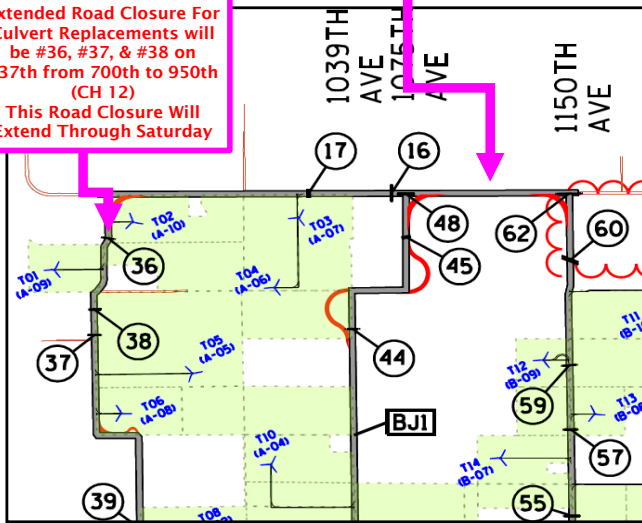 xtended Road Closure For
Culvert Replacements will
be #36, #37, & #38 on
37th from 700th to 950th
(CH 12)
This Road Closure Will
Extend Through Saturday
1039TH
AVE
1075TH
AVE
1150TH
AVE
17
16
T02
(A-10)
T03
(A-07)
48
62
60
36
45
T01
(A-09)
T04
(A-06)
38
37
T05
(A-05)
44
T11
T12
(B-09)
T06
(A-08)
59
T13
BJ1
T10
(A-04)
57
T14
(B-07)
39
T08
55